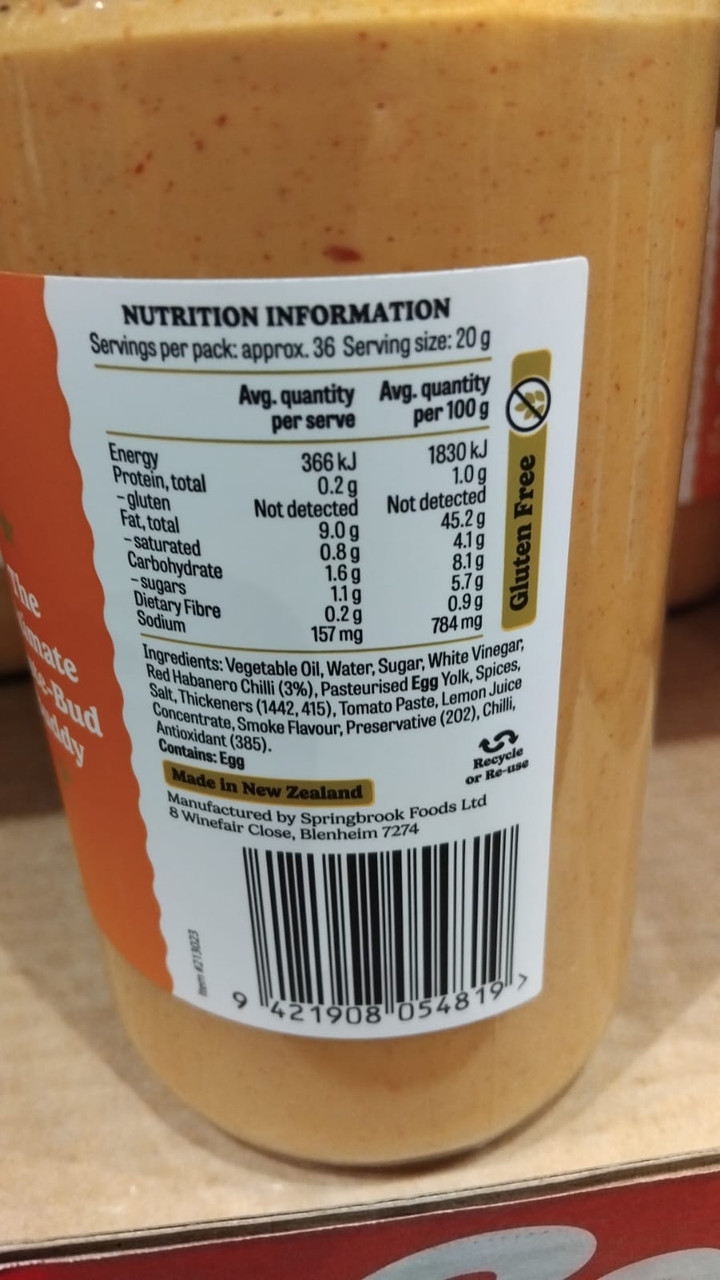 NUTRITION INFORMATION
Servings per pack: approx. 36 Serving size: 20 g
Avg. quantity per serve Avg. quantity per 100 g
Energy 366 kJ 1830 kJ
Protein, total 0.2 g 1.0 g
- gluten Not detected Not detected
Fat, total 9.0 g 45.2 g
- saturated 0.8 g 4.1 g
Carbohydrate 1.6 g 8.1 g
- sugars 1.1 g 5.7 g
Dietary Fibre 0.2 g 0.9 g
Sodium 157 mg 784 mg
Gluten Free
Ingredients: Vegetable Oil, Water, Sugar, White Vinegar,
Red Habanero Chilli (3%), Pasteurised Egg Yolk, Spices,
Salt, Thickeners (1442, 415), Tomato Paste, Lemon Juice
Concentrate, Smoke Flavour, Preservative (202), Chilli,
Antioxidant (385).
Contains: Egg
Recycle
or Re-use
Made in New Zealand
Manufactured by Springbrook Foods Ltd
8 Winefair Close, Blenheim 7274
Item #213023
9 421908 054819 >
The